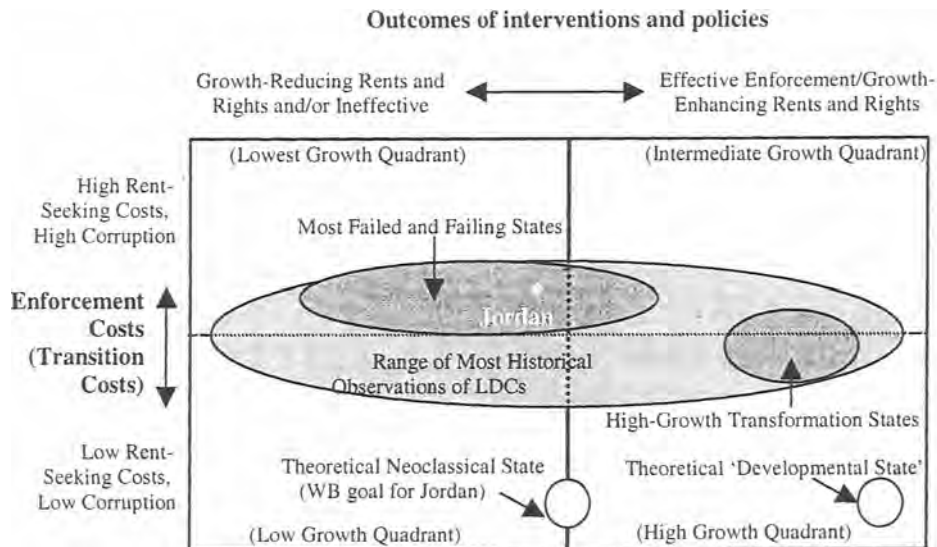 Outcomes of interventions and policies
Growth-Reducing Rents and
Rights and/or Ineffective
Effective Enforcement/Growth-
Enhancing Rents and Rights
(Lowest Growth Quadrant)
(Intermediate Growth Quadrant)
High Rent-
Seeking Costs,
High Corruption
Most Failed and Failing States
Jordan
Enforcement
Costs
(Transition
Costs)
Range of Most Historical
Observations of LDCs
High-Growth Transformation States
Low Rent-
Seeking Costs,
Low Corruption
Theoretical Neoclassical State
(WB goal for Jordan)
Theoretical 'Developmental State'
(Low Growth Quadrant)
(High Growth Quadrant)